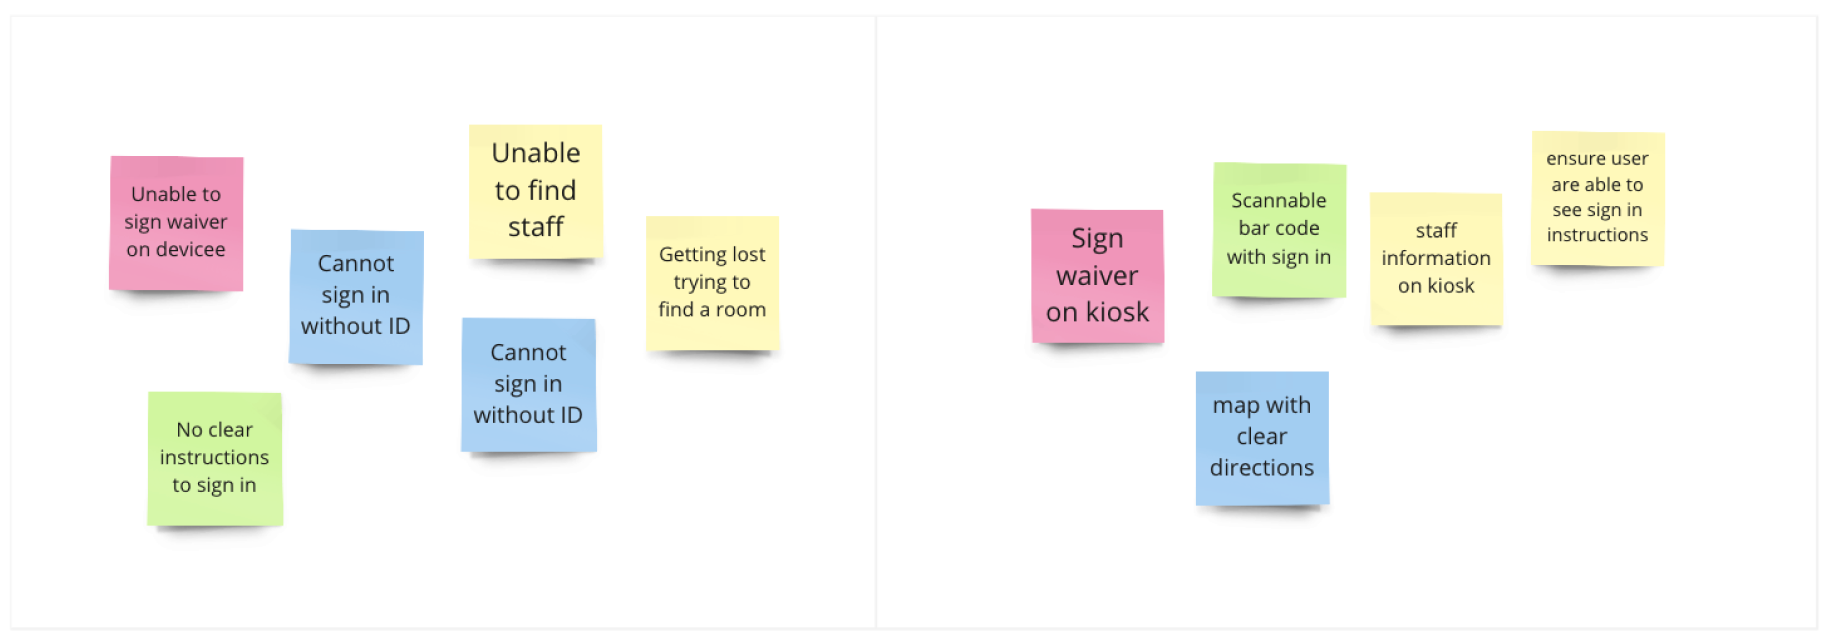 Unable to
sign waiver
on devicee
Cannot
sign in
without ID
Unable
to find
staff
Getting lost
trying to
find a room
Cannot
sign in
without ID
No clear
instructions
to sign in
Sign
waiver
on kiosk
Scannable
bar code
with sign in
staff
information
on kiosk
ensure user
are able to
see sign in
instructions
map with
clear
directions